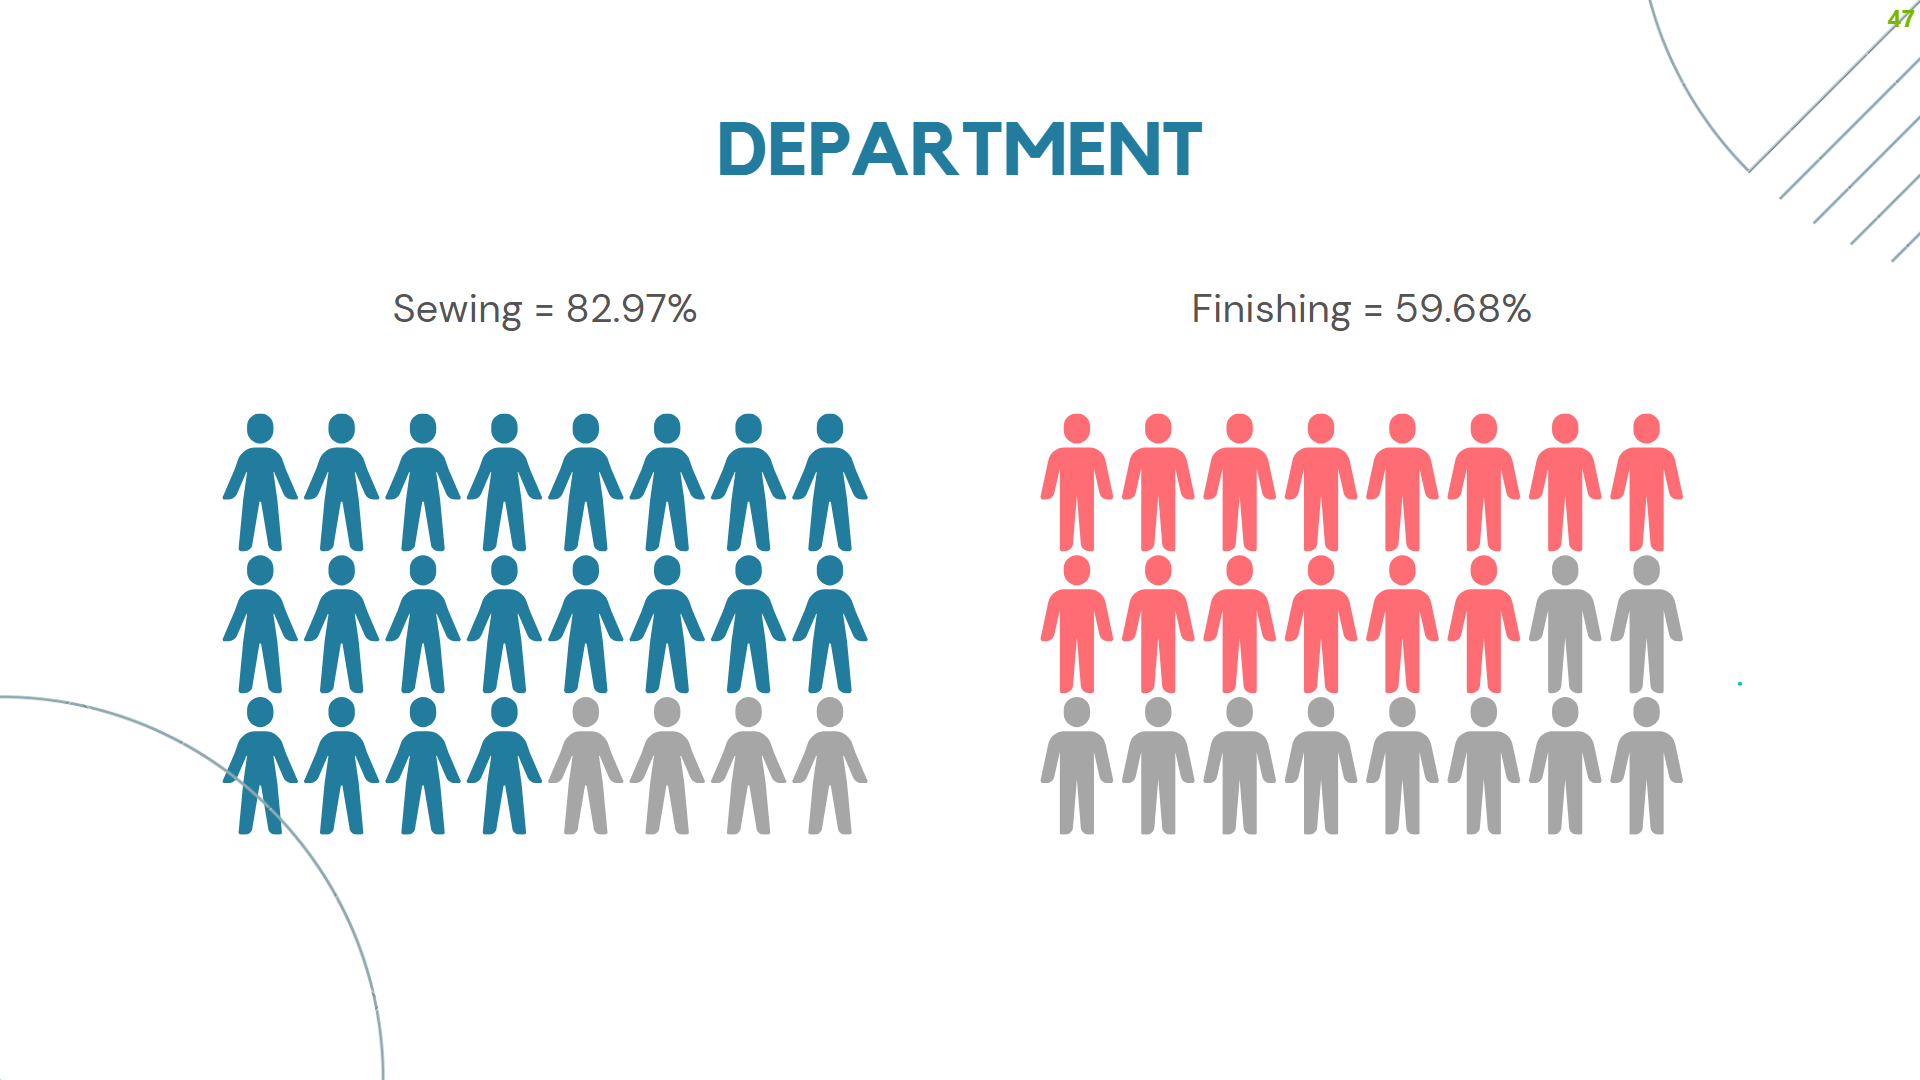 47
DEPARTMENT
Sewing = 82.97%
Finishing = 59.68%